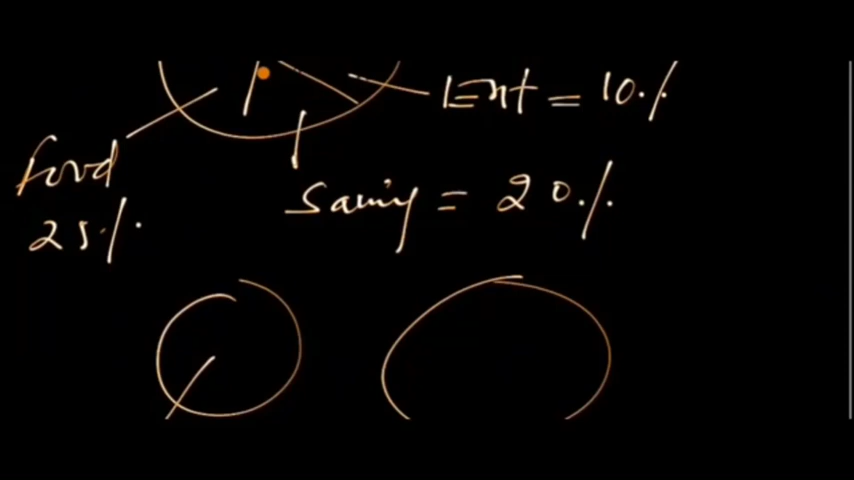 Ent = 10%
Food
25%
Saving = 20%